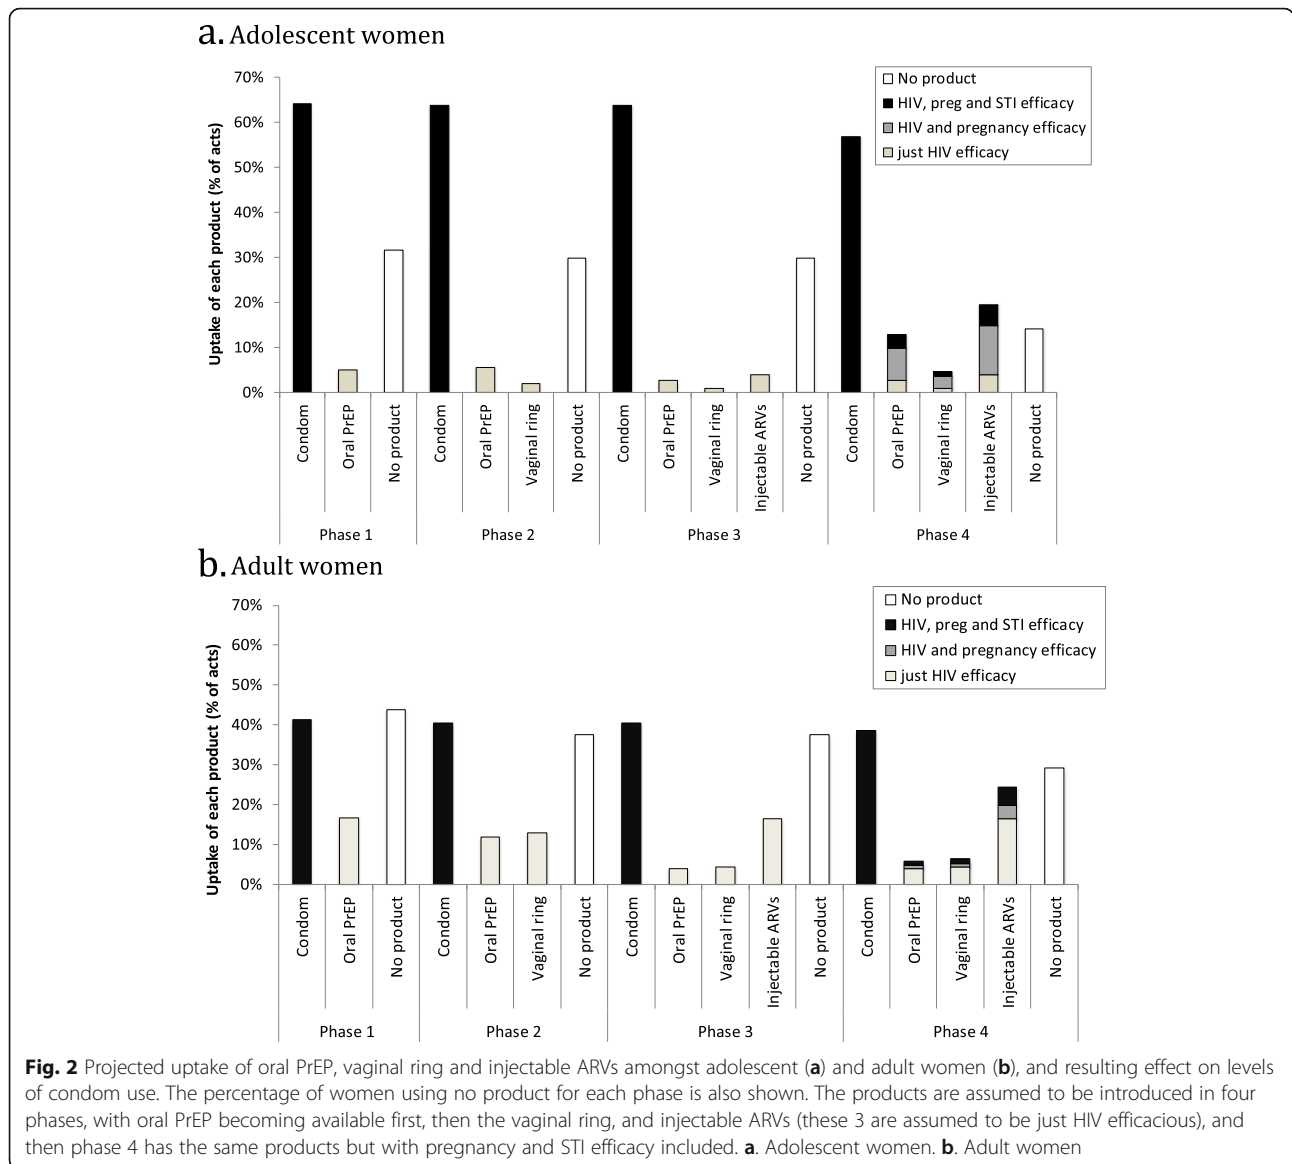 a. Adolescent women
70%
60%
50%
40%
30%
20%
10%
0%
Uptake of each product (% of acts)
No product
HIV, preg and STI efficacy
HIV and pregnancy efficacy
just HIV efficacy
Condom
Oral PrEP
No product
Condom
Oral PrEP
Vaginal ring
No product
Condom
Oral PrEP
Vaginal ring
Injectable ARVs
No product
Condom
Oral PrEP
Vaginal ring
Injectable ARVs
No product
Phase 1
Phase 2
Phase 3
Phase 4
b. Adult women
70%
60%
50%
40%
30%
20%
10%
0%
Uptake of each product (% of acts)
No product
HIV, preg and STI efficacy
HIV and pregnancy efficacy
just HIV efficacy
Condom
Oral PrEP
No product
Condom
Oral PrEP
Vaginal ring
No product
Condom
Oral PrEP
Vaginal ring
Injectable ARVs
No product
Condom
Oral PrEP
Vaginal ring
Injectable ARVs
No product
Phase 1
Phase 2
Phase 3
Phase 4
Fig. 2 Projected uptake of oral PrEP, vaginal ring and injectable ARVs amongst adolescent (a) and adult women (b), and resulting effect on levels
of condom use. The percentage of women using no product for each phase is also shown. The products are assumed to be introduced in four
phases, with oral PrEP becoming available first, then the vaginal ring, and injectable ARVs (these 3 are assumed to be just HIV efficacious), and
then phase 4 has the same products but with pregnancy and STI efficacy included. a. Adolescent women. b. Adult women